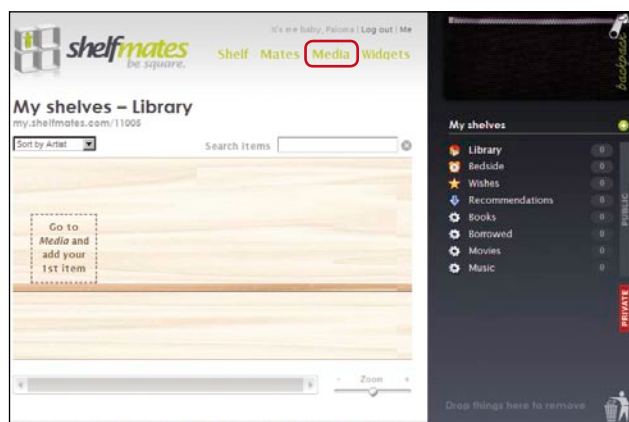 It's me baby, Paloma | Log out | Me
shelfmates
be square.
Shelf Mates Media Widgets
My shelves – Library
my.shelfmates.com/11005
Sort by Artist
Search items
Go to
Media and
add your
1st item
- Zoom +
backpack
My shelves
Library 0
Bedside 0
Wishes 0
Recommendations 0
Books 0
Borrowed 0
Movies 0
Music 0
PUBLIC
PRIVATE
Drop things here to remove